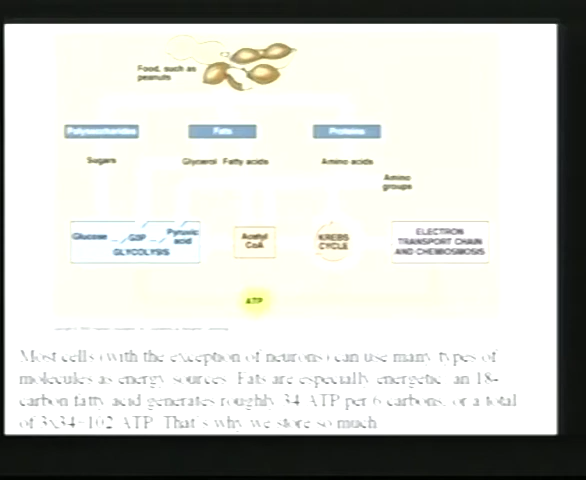 Food, such as
peanuts
Polysaccharides Fats Proteins
Sugars Glycerol Fatty acids Amino acids
Amino
groups
Glucose G3P Pyruvic
acid
GLYCOLYSIS
Acetyl
CoA
KREBS
CYCLE
ELECTRON
TRANSPORT CHAIN
AND CHEMIOSMOSIS
ATP
Most cells (with the exception of neurons) can use many types of
molecules as energy sources. Fats are especially energetic: an 18-
carbon fatty acid generates roughly 34 ATP per 6 carbons, or a total
of 3x34=102 ATP. That's why we store so much